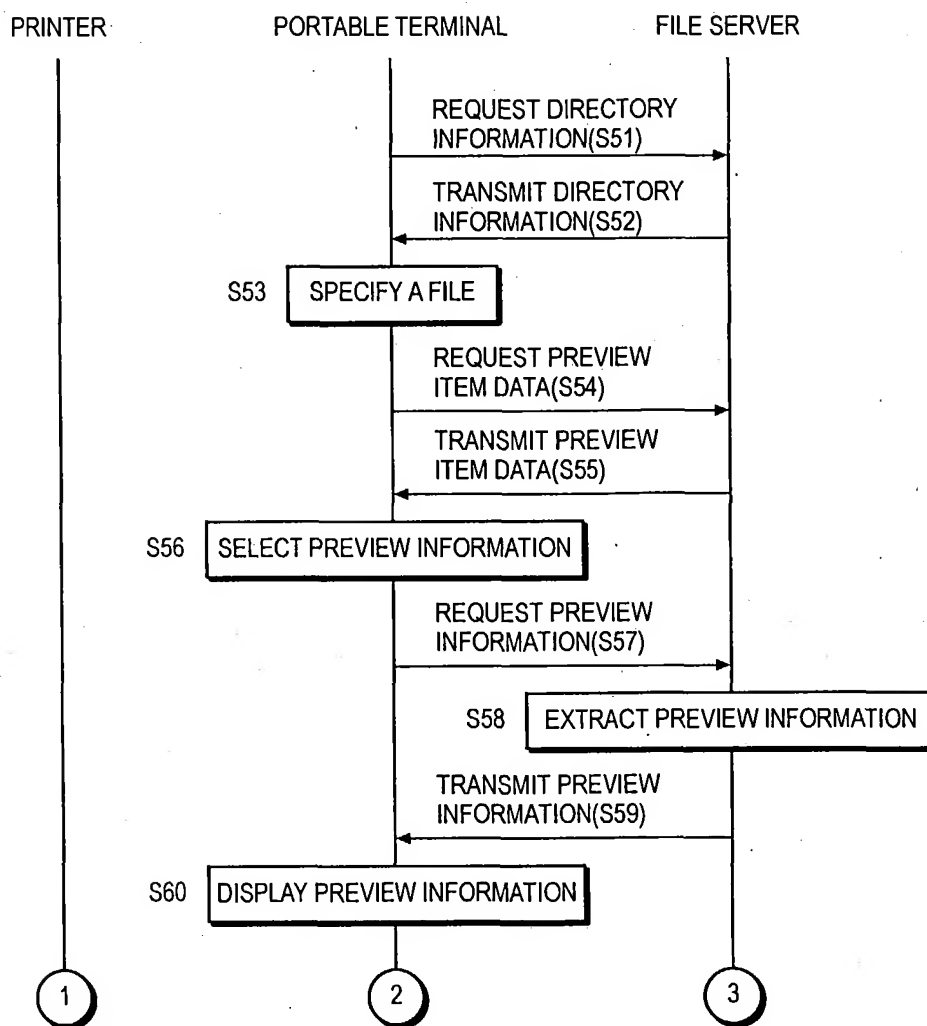 PRINTER
PORTABLE TERMINAL
FILE SERVER
REQUEST DIRECTORY
INFORMATION(S51)
TRANSMIT DIRECTORY
INFORMATION(S52)
S53
SPECIFY A FILE
REQUEST PREVIEW
ITEM DATA(S54)
TRANSMIT PREVIEW
ITEM DATA(S55)
S56
SELECT PREVIEW INFORMATION
REQUEST PREVIEW
INFORMATION(S57)
S58
EXTRACT PREVIEW INFORMATION
TRANSMIT PREVIEW
INFORMATION(S59)
S60
DISPLAY PREVIEW INFORMATION
1
2
3